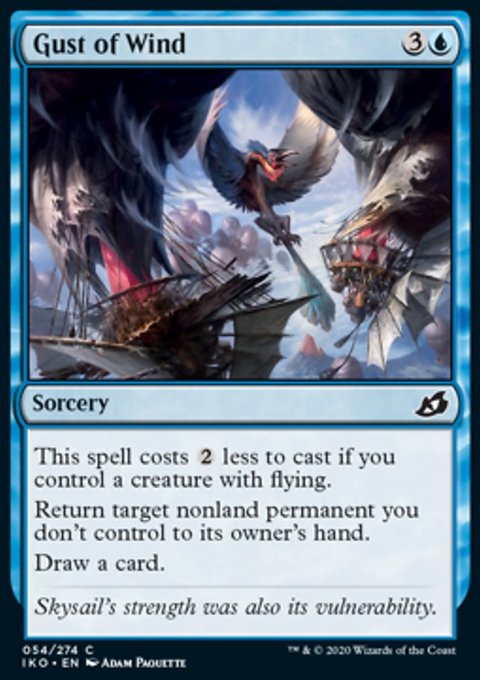 Gust of Wind 3
Sorcery
This spell costs 2 less to cast if you
control a creature with flying.
Return target nonland permanent you
don't control to its owner's hand.
Draw a card.
Skysail's strength was also its vulnerability.
054/274 C
IKO • EN Adam Paquette
™ & © 2020 Wizards of the Coast